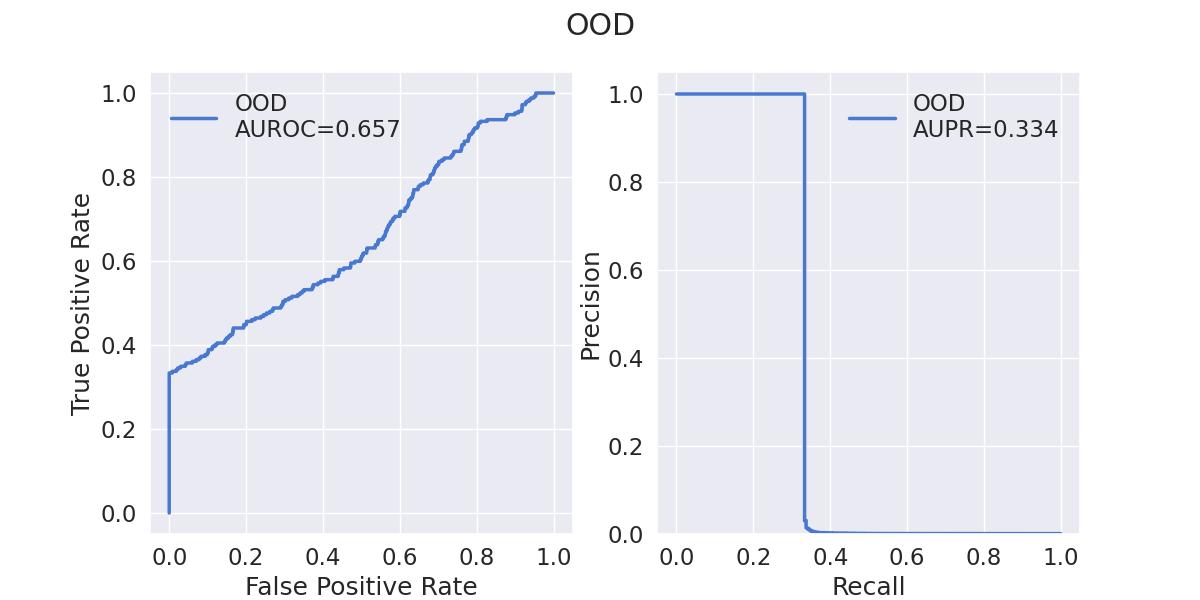 OOD
1.0
0.8
0.6
0.4
0.2
0.0
True Positive Rate
0.0 0.2 0.4 0.6 0.8 1.0
False Positive Rate
OOD
AUROC=0.657
1.0
0.8
0.6
0.4
0.2
0.0
Precision
0.0 0.2 0.4 0.6 0.8 1.0
Recall
OOD
AUPR=0.334